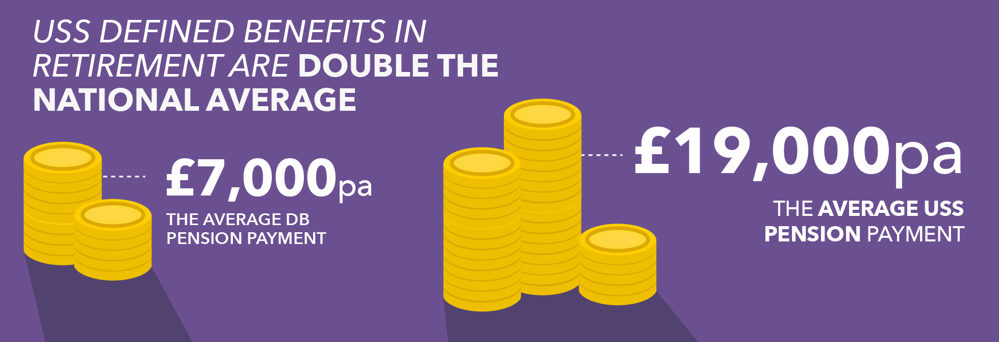 USS DEFINED BENEFITS IN
RETIREMENT ARE DOUBLE THE
NATIONAL AVERAGE
£7,000pa
THE AVERAGE DB
PENSION PAYMENT
£19,000pa
THE AVERAGE USS
PENSION PAYMENT